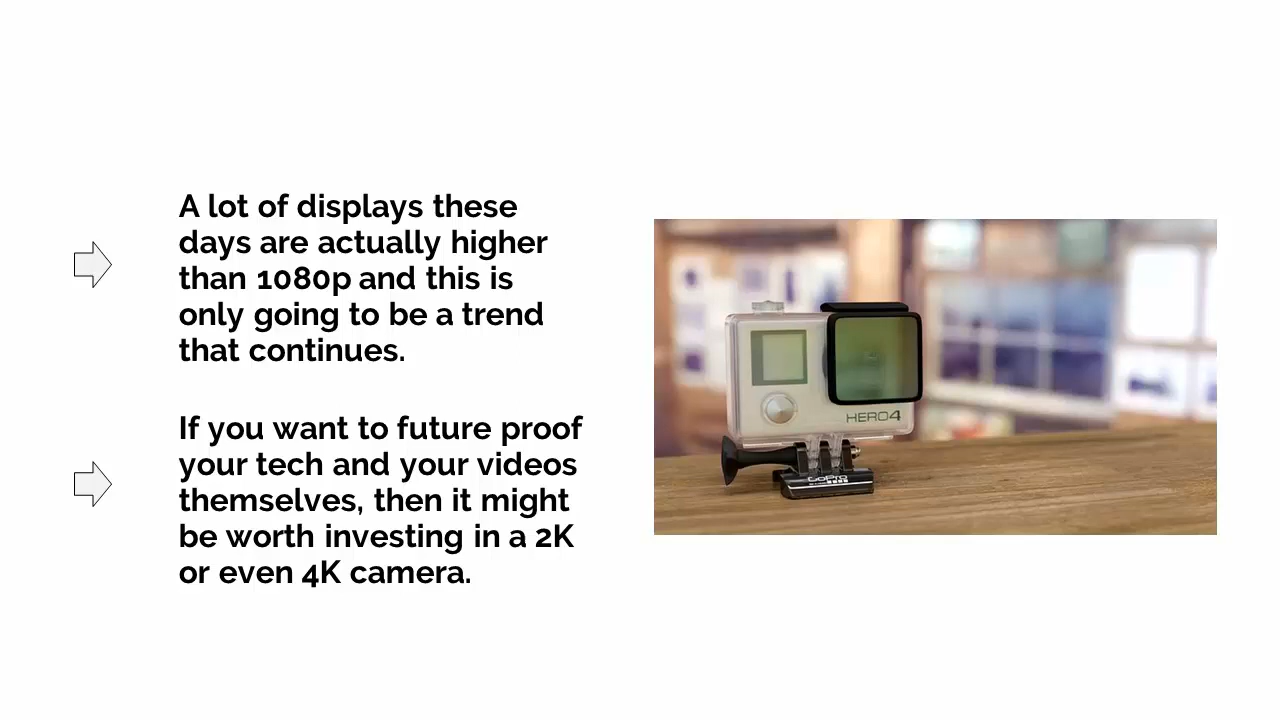 A lot of displays these
days are actually higher
than 1080p and this is
only going to be a trend
that continues.
If you want to future proof
your tech and your videos
themselves, then it might
be worth investing in a 2K
or even 4K camera.
HERO4
GoPro